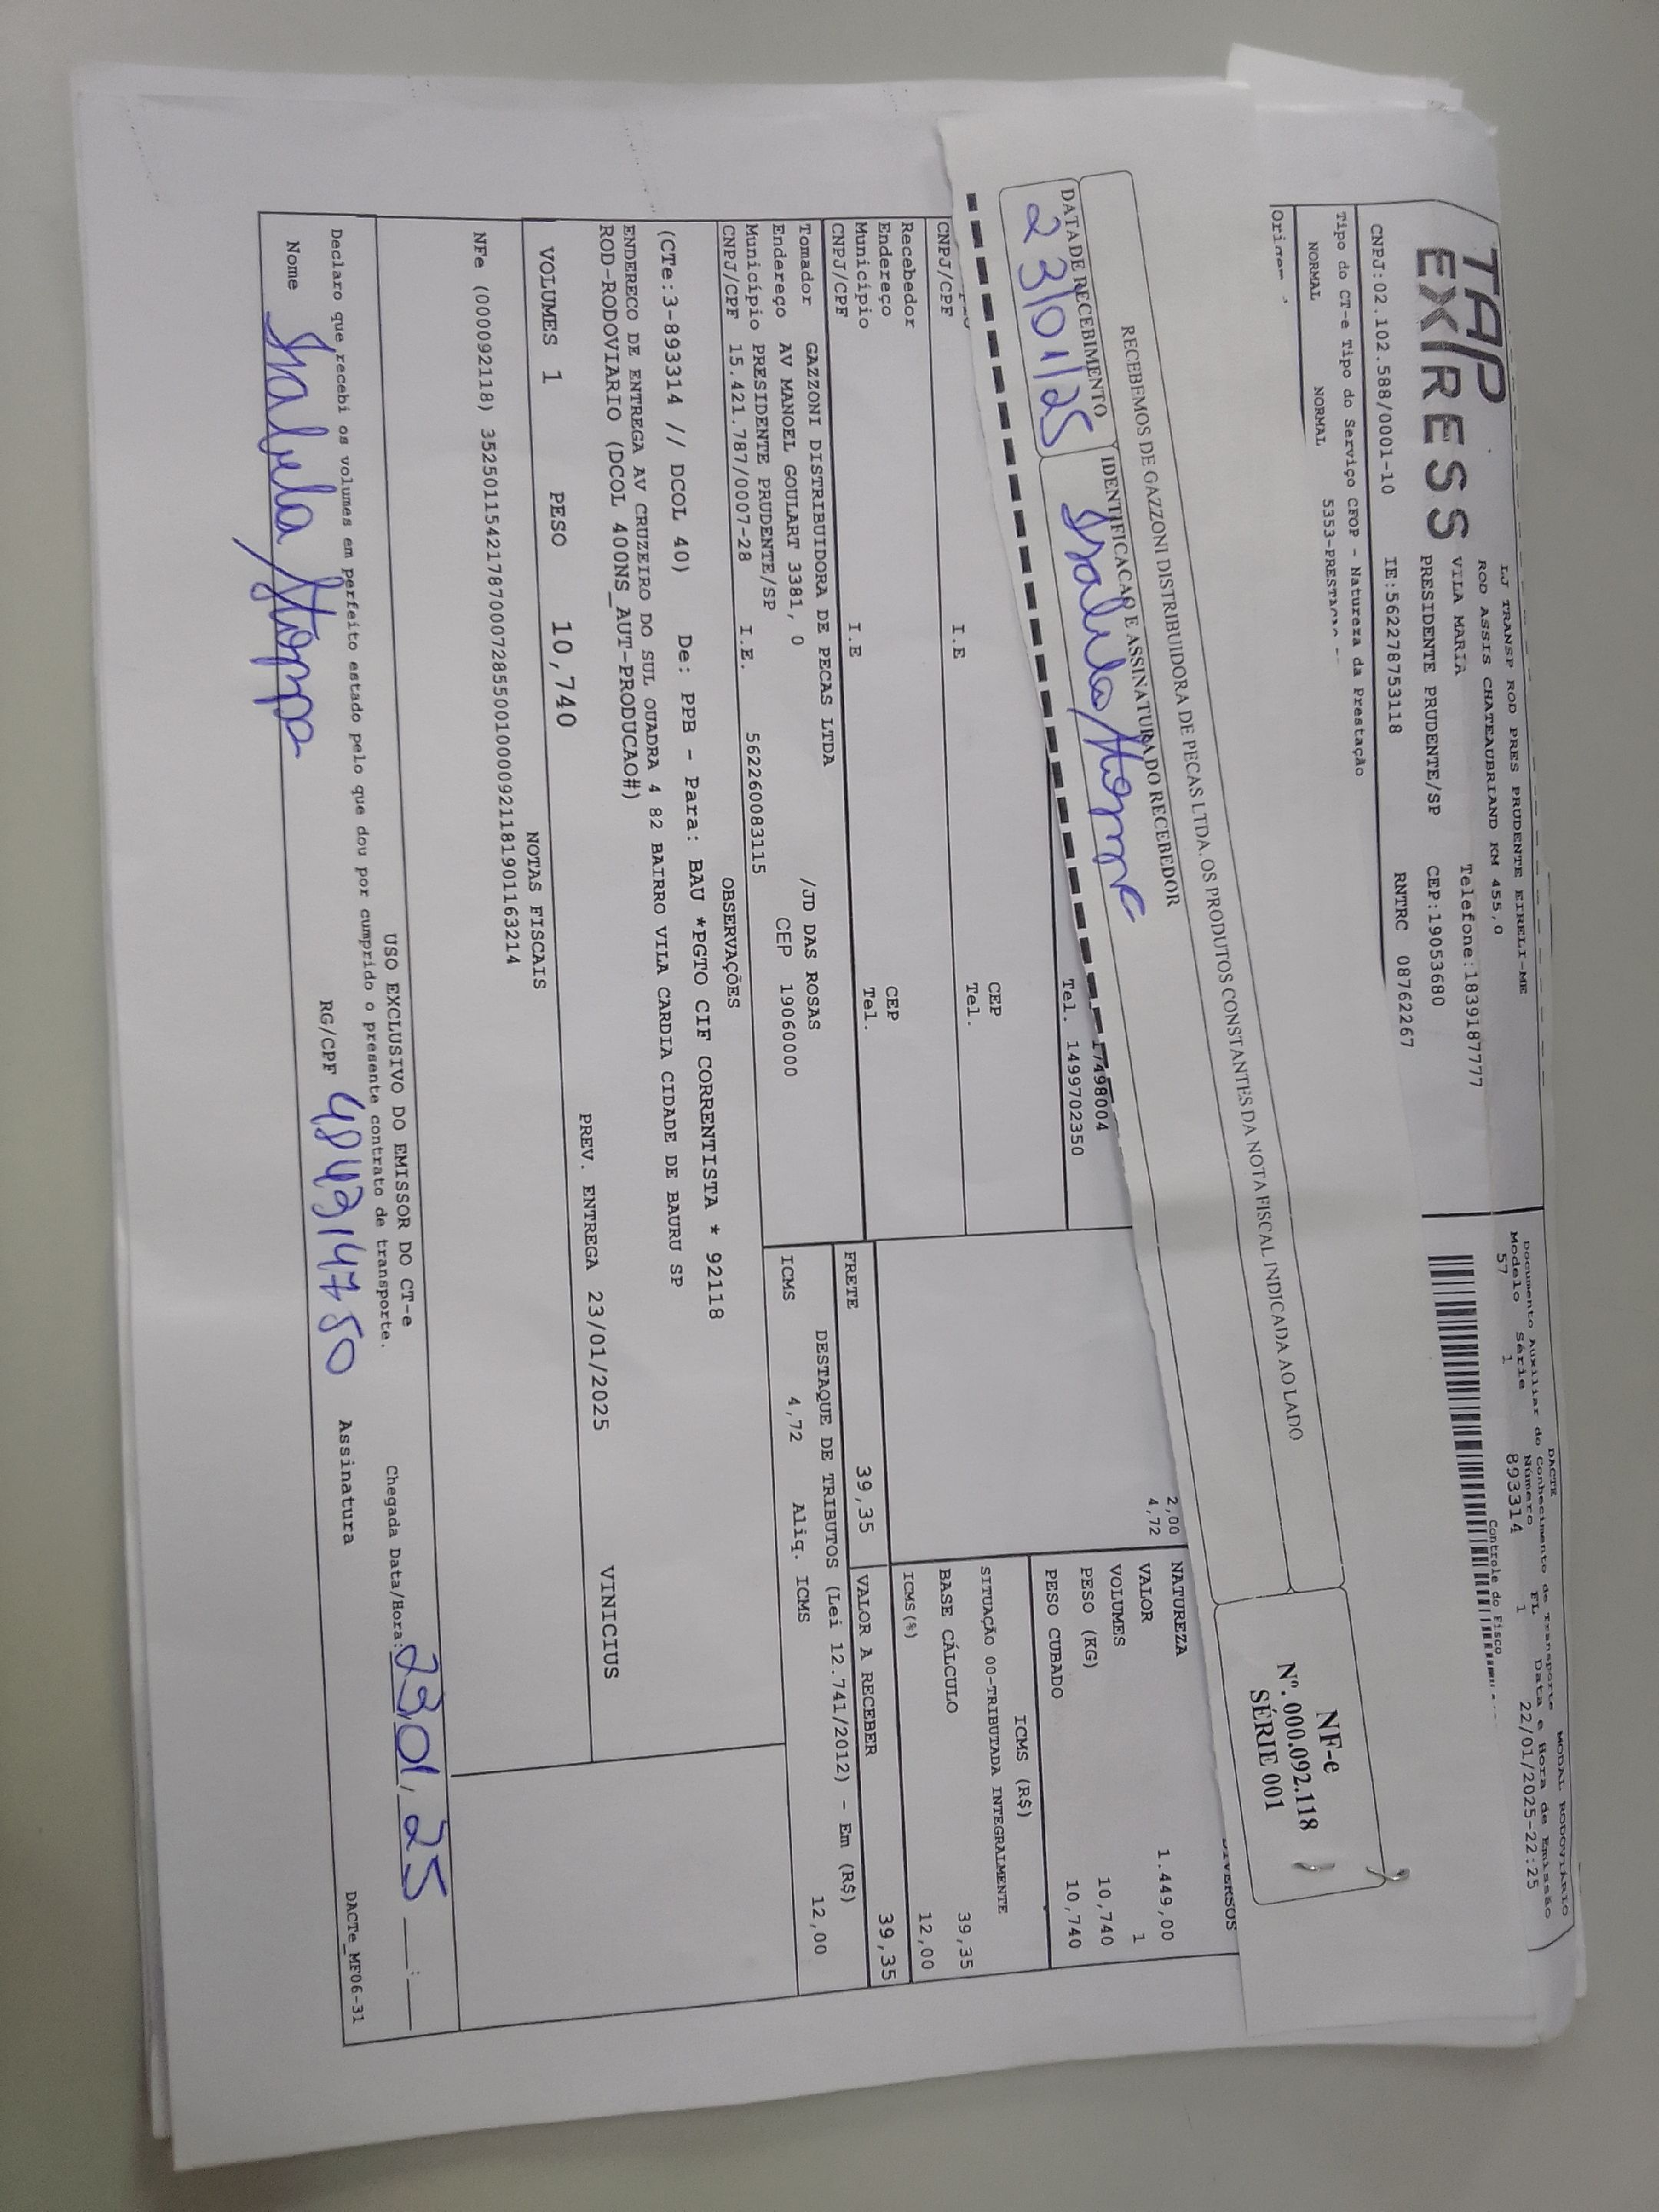 TAP
EXPRESS
LJ TRANSP ROD PRES PRUDENTE EIRELI-ME
ROD ASSIS CHATEAUBRIAND KM 455,0
VILA MARIA Telefone:1839187777
PRESIDENTE PRUDENTE/SP CEP:19053680
CNPJ:02.102.588/0001-10 IE:562278753118 RNTRC 08762267
DACTE MODAL RODOVIÁRIO
Documento Auxiliar do Conhecimento de Transporte
Modelo Série Número FL Data e Hora de Emissão
57 1 893314 1 22/01/2025-22:25
Controle do Fisco
Tipo do CT-e Tipo do Serviço CFOP - Natureza da Prestação
NORMAL NORMAL 5353-PRESTAÇÃO
Origem
RECEBEMOS DE GAZZONI DISTRIBUIDORA DE PECAS LTDA. OS PRODUTOS CONSTANTES DA NOTA FISCAL INDICADA AO LADO
DATA DE RECEBIMENTO IDENTIFICACAO E ASSINATURA DO RECEBEDOR
23/01/25
NF-e
Nº. 000.092.118
SÉRIE 001
DIVERSOS
17498004
Tel. 1499702350
2,00
4,72
NATUREZA
VALOR 1.449,00
VOLUMES 1
PESO (KG) 10,740
PESO CUBADO 10,740
CNPJ/CPF I.E
CEP
Tel.
Recebedor
Endereço
Município CEP
CNPJ/CPF I.E Tel.
ICMS (R$)
SITUAÇÃO 00-TRIBUTADA INTEGRALMENTE
BASE CÁLCULO 39,35
ICMS(%) 12,00
FRETE 39,35 VALOR A RECEBER 39,35
Tomador GAZZONI DISTRIBUIDORA DE PECAS LTDA
Endereço AV MANOEL GOULART 3381, 0 /JD DAS ROSAS
Município PRESIDENTE PRUDENTE/SP CEP 19060000
CNPJ/CPF 15.421.787/0007-28 I.E. 562260083115
DESTAQUE DE TRIBUTOS (Lei 12.741/2012) - Em (R$)
ICMS 4,72 Aliq. ICMS 12,00
OBSERVAÇÕES
(CTe:3-893314 // DCOL 40) De: PPB - Para: BAU *PGTO CIF CORRENTISTA * 92118
ENDERECO DE ENTREGA AV CRUZEIRO DO SUL QUADRA 4 82 BAIRRO VILA CARDIA CIDADE DE BAURU SP
ROD-RODOVIARIO (DCOL 400NS_AUT-PRODUCAO#)
VOLUMES 1 PESO 10,740 PREV. ENTREGA 23/01/2025 VINICIUS
NOTAS FISCAIS
NFe (000092118) 35250115421787000728550010000921181901163214
USO EXCLUSIVO DO EMISSOR DO CT-e
Declaro que recebi os volumes em perfeito estado pelo que dou por cumprido o presente contrato de transporte.
Chegada Data/Hora: 23/01/25 __:__
Nome RG/CPF Assinatura
DACTe_MF06-31